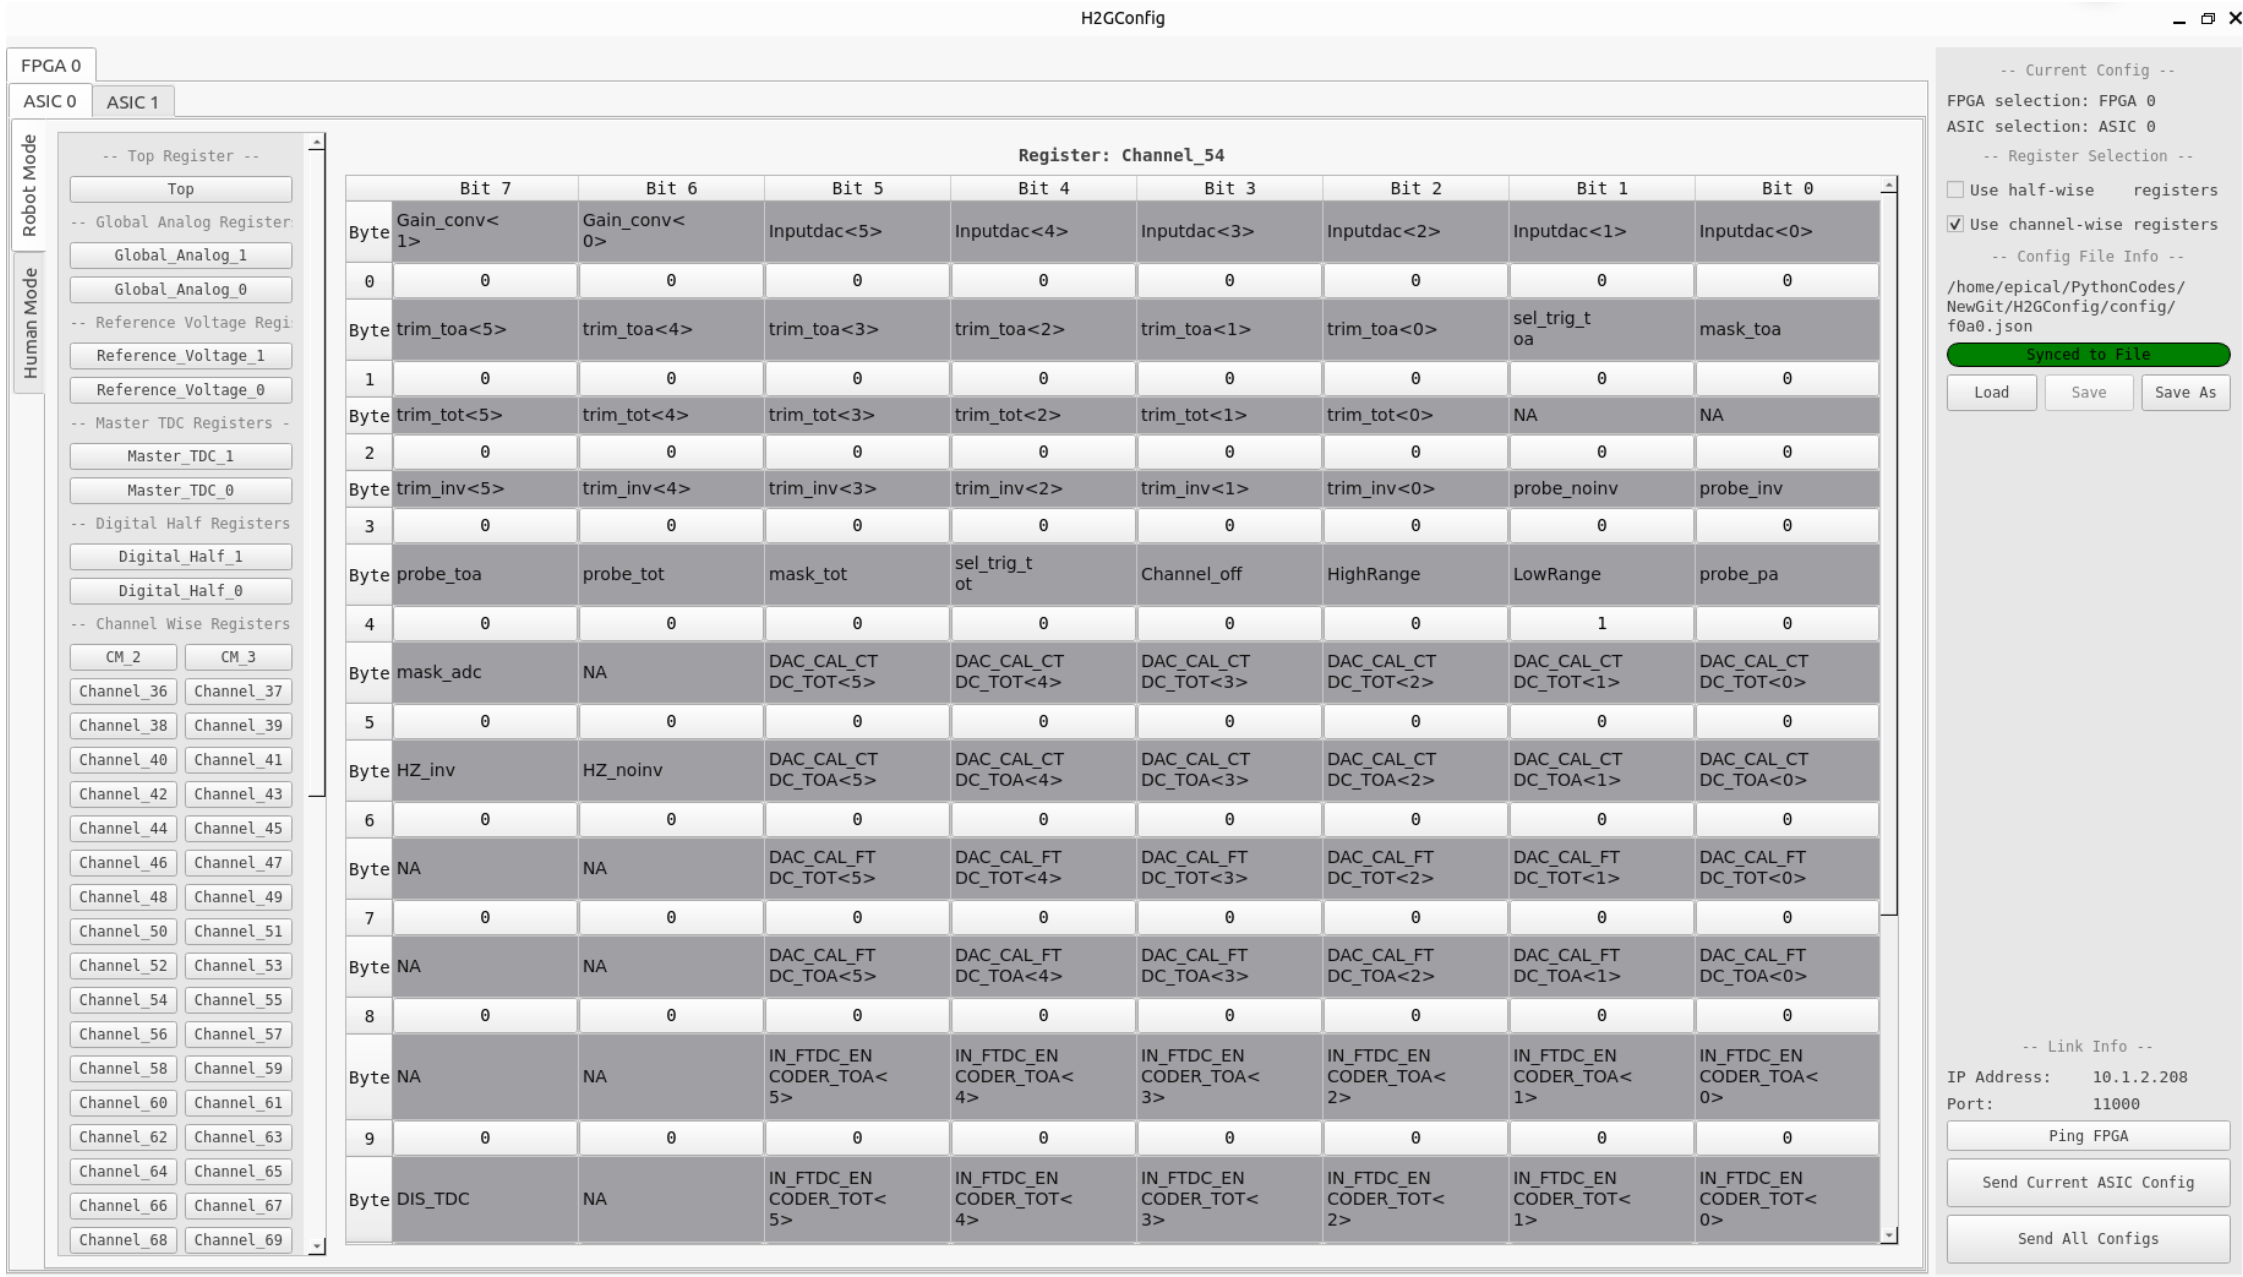 H2GConfig
FPGA 0
ASIC 0 ASIC 1
Robot Mode
Human Mode
-- Top Register --
Top
-- Global Analog Register
Global_Analog_1
Global_Analog_0
-- Reference Voltage Regi
Reference_Voltage_1
Reference_Voltage_0
-- Master TDC Registers -
Master_TDC_1
Master_TDC_0
-- Digital Half Registers
Digital_Half_1
Digital_Half_0
-- Channel Wise Registers
CM_2 CM_3
Channel_36 Channel_37
Channel_38 Channel_39
Channel_40 Channel_41
Channel_42 Channel_43
Channel_44 Channel_45
Channel_46 Channel_47
Channel_48 Channel_49
Channel_50 Channel_51
Channel_52 Channel_53
Channel_54 Channel_55
Channel_56 Channel_57
Channel_58 Channel_59
Channel_60 Channel_61
Channel_62 Channel_63
Channel_64 Channel_65
Channel_66 Channel_67
Channel_68 Channel_69
Register: Channel_54
Bit 7 Bit 6 Bit 5 Bit 4 Bit 3 Bit 2 Bit 1 Bit 0
Byte Gain_conv<1> Gain_conv<0> Inputdac<5> Inputdac<4> Inputdac<3> Inputdac<2> Inputdac<1> Inputdac<0>
0 0 0 0 0 0 0 0 0
Byte trim_toa<5> trim_toa<4> trim_toa<3> trim_toa<2> trim_toa<1> trim_toa<0> sel_trig_toa mask_toa
1 0 0 0 0 0 0 0 0
Byte trim_tot<5> trim_tot<4> trim_tot<3> trim_tot<2> trim_tot<1> trim_tot<0> NA NA
2 0 0 0 0 0 0 0 0
Byte trim_inv<5> trim_inv<4> trim_inv<3> trim_inv<2> trim_inv<1> trim_inv<0> probe_noinv probe_inv
3 0 0 0 0 0 0 0 0
Byte probe_toa probe_tot mask_tot sel_trig_tot Channel_off HighRange LowRange probe_pa
4 0 0 0 0 0 0 1 0
Byte mask_adc NA DAC_CAL_CTDC_TOT<5> DAC_CAL_CTDC_TOT<4> DAC_CAL_CTDC_TOT<3> DAC_CAL_CTDC_TOT<2> DAC_CAL_CTDC_TOT<1> DAC_CAL_CTDC_TOT<0>
5 0 0 0 0 0 0 0 0
Byte HZ_inv HZ_noinv DAC_CAL_CTDC_TOA<5> DAC_CAL_CTDC_TOA<4> DAC_CAL_CTDC_TOA<3> DAC_CAL_CTDC_TOA<2> DAC_CAL_CTDC_TOA<1> DAC_CAL_CTDC_TOA<0>
6 0 0 0 0 0 0 0 0
Byte NA NA DAC_CAL_FTDC_TOT<5> DAC_CAL_FTDC_TOT<4> DAC_CAL_FTDC_TOT<3> DAC_CAL_FTDC_TOT<2> DAC_CAL_FTDC_TOT<1> DAC_CAL_FTDC_TOT<0>
7 0 0 0 0 0 0 0 0
Byte NA NA DAC_CAL_FTDC_TOA<5> DAC_CAL_FTDC_TOA<4> DAC_CAL_FTDC_TOA<3> DAC_CAL_FTDC_TOA<2> DAC_CAL_FTDC_TOA<1> DAC_CAL_FTDC_TOA<0>
8 0 0 0 0 0 0 0 0
Byte NA NA IN_FTDC_ENCODER_TOA<5> IN_FTDC_ENCODER_TOA<4> IN_FTDC_ENCODER_TOA<3> IN_FTDC_ENCODER_TOA<2> IN_FTDC_ENCODER_TOA<1> IN_FTDC_ENCODER_TOA<0>
9 0 0 0 0 0 0 0 0
Byte DIS_TDC NA IN_FTDC_ENCODER_TOT<5> IN_FTDC_ENCODER_TOT<4> IN_FTDC_ENCODER_TOT<3> IN_FTDC_ENCODER_TOT<2> IN_FTDC_ENCODER_TOT<1> IN_FTDC_ENCODER_TOT<0>
-- Current Config --
FPGA selection: FPGA 0
ASIC selection: ASIC 0
-- Register Selection --
Use half-wise registers
Use channel-wise registers
-- Config File Info --
/home/epical/PythonCodes/
NewGit/H2GConfig/config/
f0a0.json
Synced to File
Load Save Save As
-- Link Info --
IP Address: 10.1.2.208
Port: 11000
Ping FPGA
Send Current ASIC Config
Send All Configs